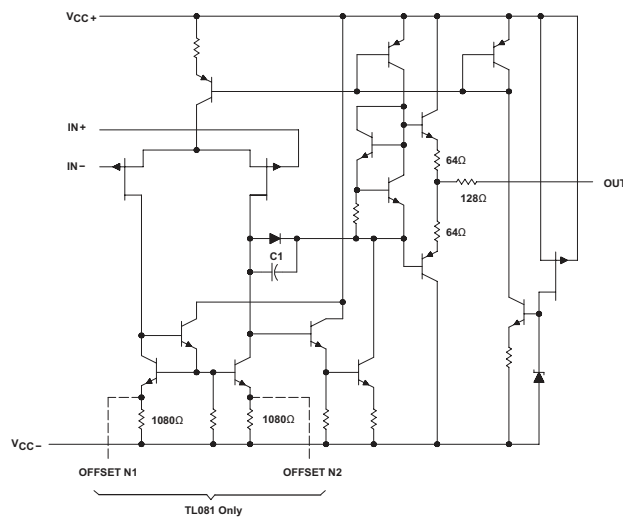 VCC+
IN+
IN−
64Ω
128Ω
OUT
64Ω
C1
1080Ω
1080Ω
VCC−
OFFSET N1
OFFSET N2
TL081 Only